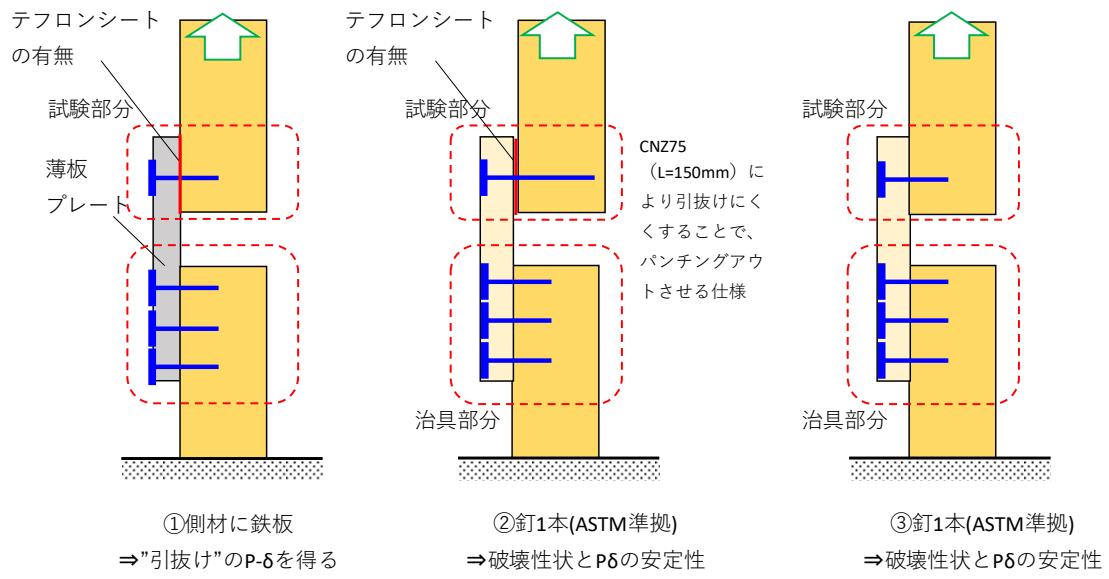 テフロンシート
の有無
試験部分
薄板
プレート
①側材に鉄板
⇒”引抜け”のP-δを得る
テフロンシート
の有無
試験部分
CNZ75
（L=150mm）に
より引抜けにく
くすることで、
パンチングアウ
トさせる仕様
治具部分
②釘1本(ASTM準拠)
⇒破壊性状とPδの安定性
試験部分
治具部分
③釘1本(ASTM準拠)
⇒破壊性状とPδの安定性